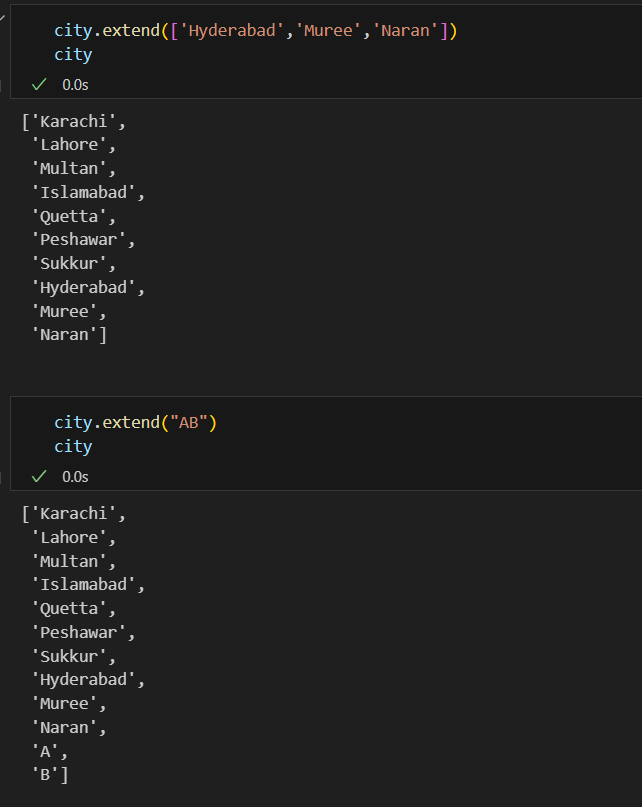 city.extend(['Hyderabad','Muree','Naran'])
city
0.0s
['Karachi',
'Lahore',
'Multan',
'Islamabad',
'Quetta',
'Peshawar',
'Sukkur',
'Hyderabad',
'Muree',
'Naran']
city.extend("AB")
city
0.0s
['Karachi',
'Lahore',
'Multan',
'Islamabad',
'Quetta',
'Peshawar',
'Sukkur',
'Hyderabad',
'Muree',
'Naran',
'A',
'B']